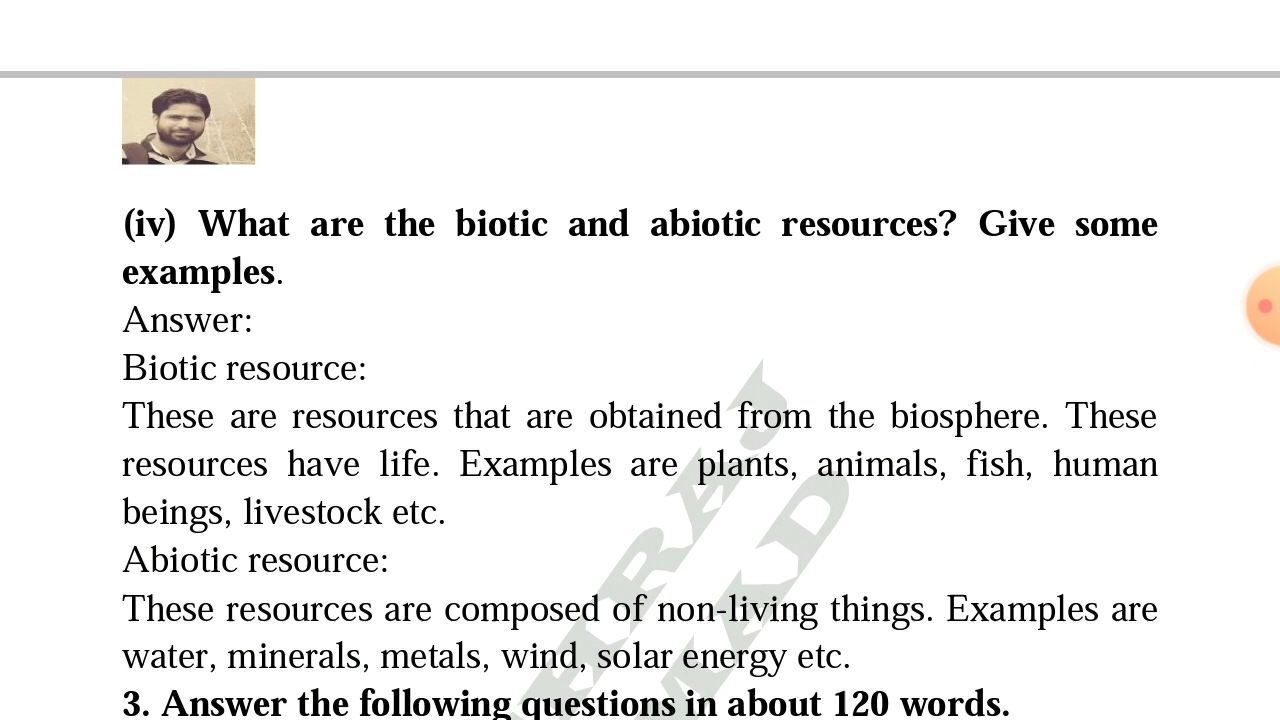 (iv) What are the biotic and abiotic resources? Give some
examples.
Answer:
Biotic resource:
These are resources that are obtained from the biosphere. These
resources have life. Examples are plants, animals, fish, human
beings, livestock etc.
Abiotic resource:
These resources are composed of non-living things. Examples are
water, minerals, metals, wind, solar energy etc.
3. Answer the following questions in about 120 words.